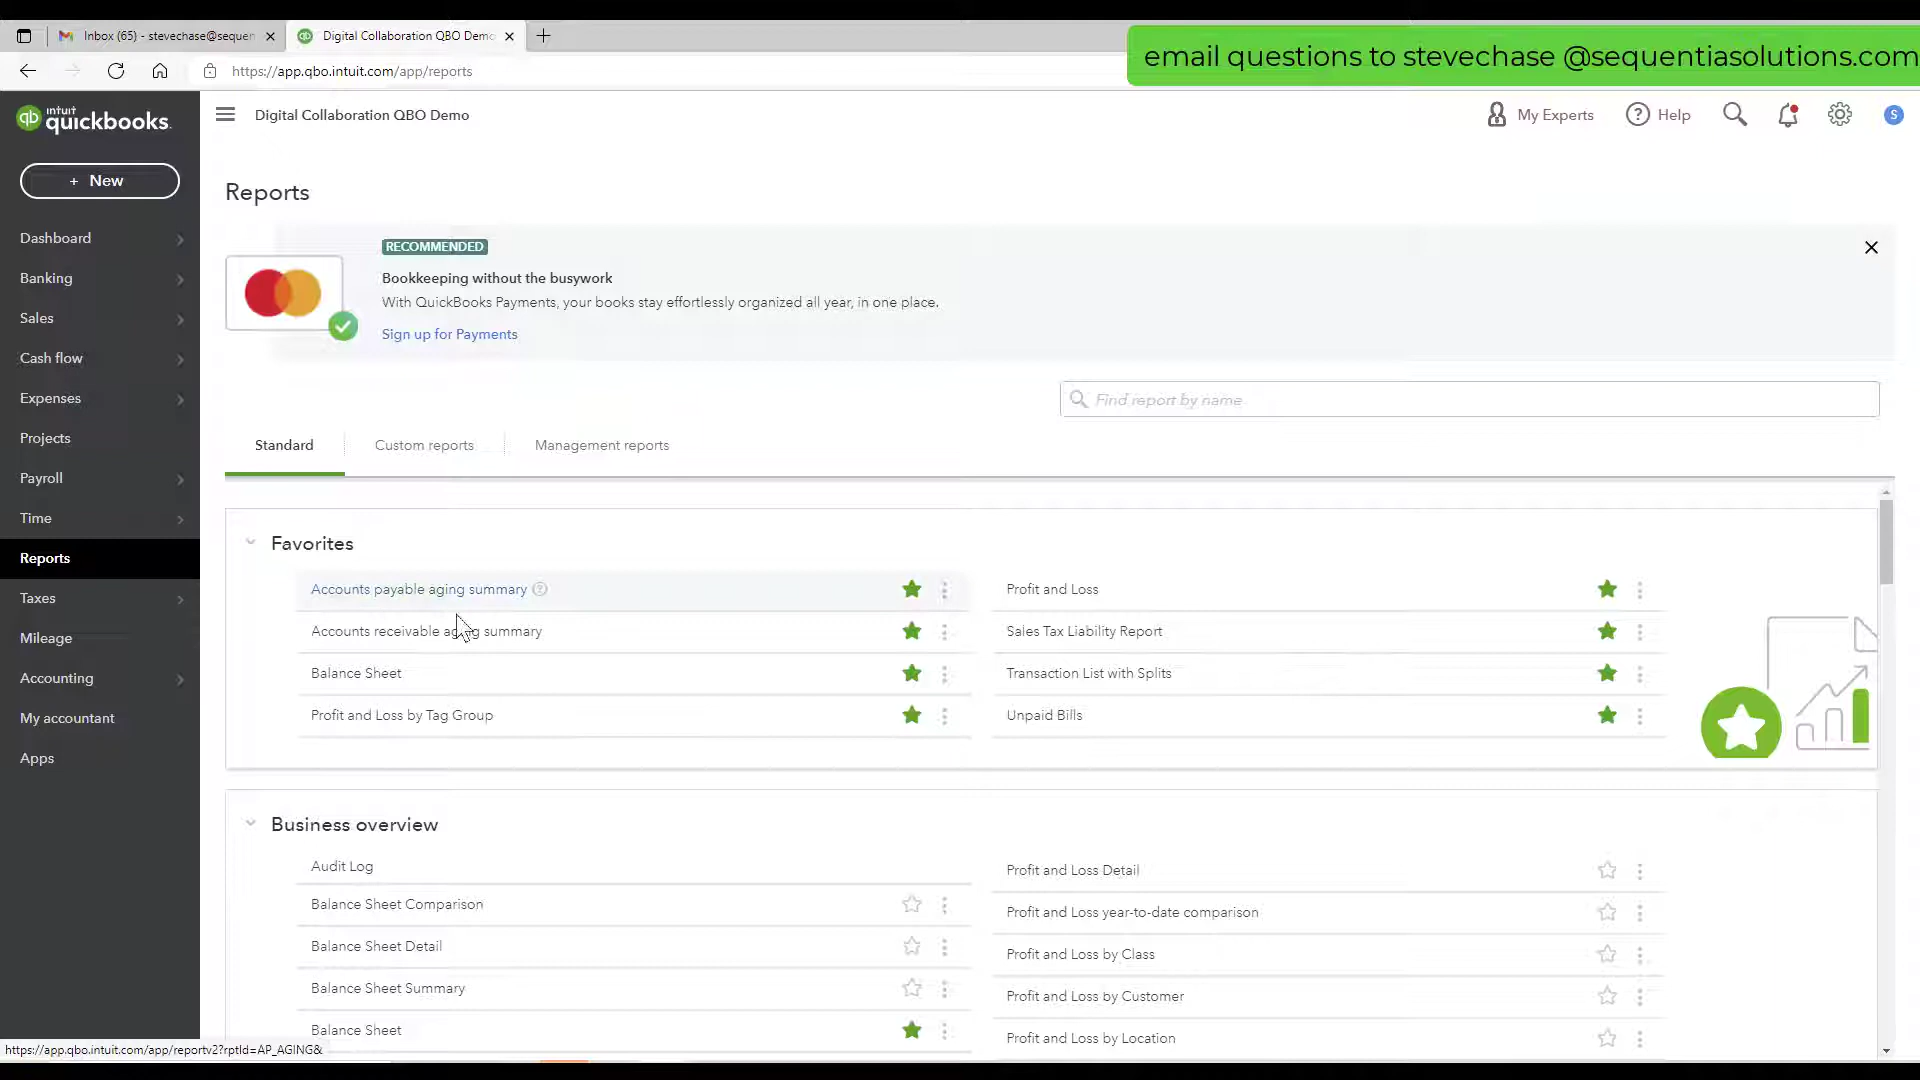 Inbox (65) - stevechase@sequen
Digital Collaboration QBO Demo
https://app.qbo.intuit.com/app/reports
email questions to stevechase @sequentiasolutions.com
intuit
quickbooks.
Digital Collaboration QBO Demo
My Experts
Help
S
+ New
Dashboard
Banking
Sales
Cash flow
Expenses
Projects
Payroll
Time
Reports
Taxes
Mileage
Accounting
My accountant
Apps
Reports
RECOMMENDED
Bookkeeping without the busywork
With QuickBooks Payments, your books stay effortlessly organized all year, in one place.
Sign up for Payments
Find report by name
Standard
Custom reports
Management reports
Favorites
Accounts payable aging summary
Accounts receivable aging summary
Balance Sheet
Profit and Loss by Tag Group
Profit and Loss
Sales Tax Liability Report
Transaction List with Splits
Unpaid Bills
Business overview
Audit Log
Balance Sheet Comparison
Balance Sheet Detail
Balance Sheet Summary
Balance Sheet
Profit and Loss Detail
Profit and Loss year-to-date comparison
Profit and Loss by Class
Profit and Loss by Customer
Profit and Loss by Location
https://app.qbo.intuit.com/app/reportv2?rptId=AP_AGING&